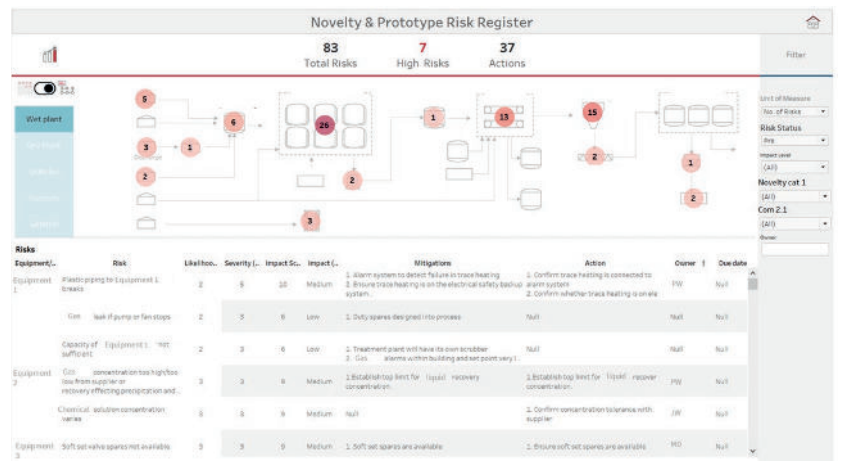 Novelty & Prototype Risk Register
83
7
37
Total Risks
High Risks
Actions
Filter
Wet plant
5
6
26
1
13
15
3
1
2
2
2
1
2
3
Unit of Measure
No. of Risks
Risk Status
Pre
Impact Level
(All)
Novelty cat 1
(All)
Com 2.1
(All)
Owner
Risks
Equipment/... Risk Likelihoo... Severity (... Impact Sc... Impact (... Mitigations Action Owner Due date
Equipment 1
Plastic piping to Equipment 1
breaks
2
10
Medium
1. Alarm system to detect failure in trace heating
2. Ensure trace heating is on the electrical safety backup
system.
1. Confirm trace heating is connected to
alarm system
2. Confirm whether trace heating is on ele
PW
Null
Gas leak if pump or fan stops
2
3
6
Low
1. Duty spares designed into process
Null
Null
Null
Capacity of Equipment 1 not
sufficient
2
3
6
Low
1. Treatment plant will have its own scrubber
2. Gas alarms within building and set point very l
Null
Null
Null
Equipment 2
Gas concentration too high/too
low from supplier or
recovery effecting precipitation and...
3
3
9
Medium
1. Establish top limit for liquid recovery
concentration.
1. Establish top limit for liquid recover
concentration.
PW
Null
Chemical solution concentration
varies
3
3
9
Medium
Null
1. Confirm concentration tolerance with
supplier
JW
Null
Equipment 3
Soft set valve spares not available
3
3
9
Medium
1. Soft set spares are available
1. Ensure soft set spares are available
MO
Null